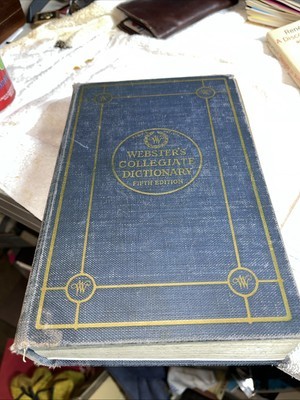 WEBSTER'S
COLLEGIATE
DICTIONARY
FIFTH EDITION
W
W